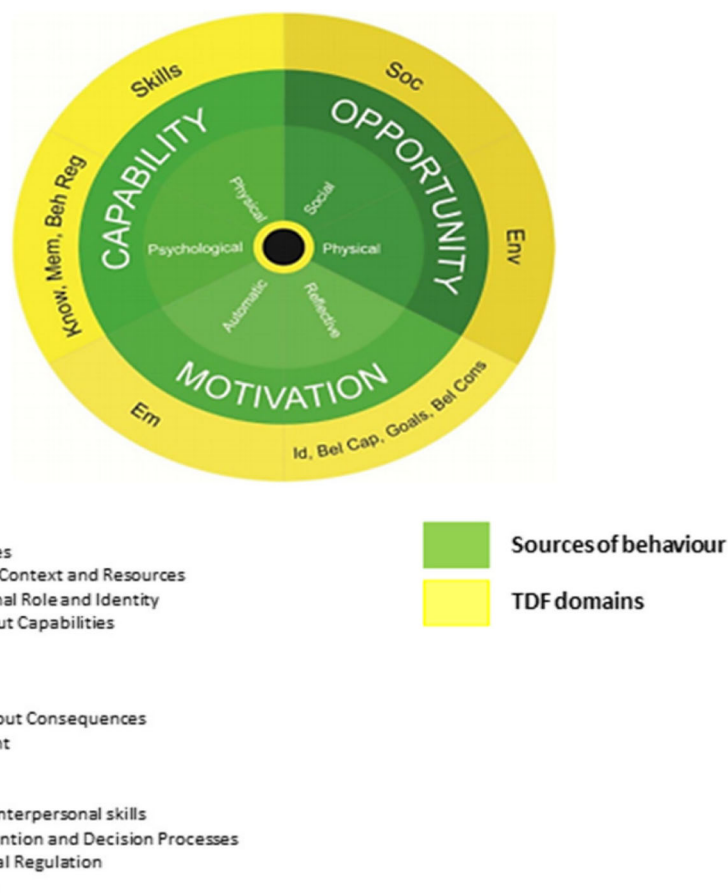 Skills
Soc
CAPABILITY
OPPORTUNITY
Know, Mem, Beh Reg
Physical
Social
Psychological
Physical
Env
Automatic
Reflective
MOTIVATION
Em
Id, Bel Cap, Goals, Bel Cons
Sources of behaviour
es
Context and Resources
nal Role and Identity
TDF domains
ut Capabilities
out Consequences
nt
nterpersonal skills
ntion and Decision Processes
al Regulation